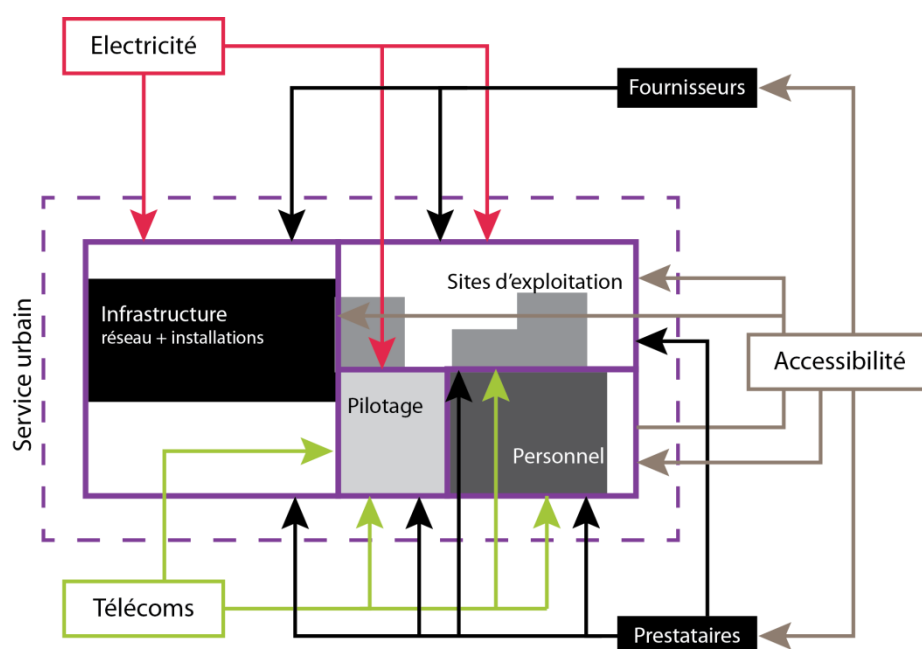 Electricité
Fournisseurs
Sites d'exploitation
Infrastructure
réseau + installations
Service urbain
Accessibilité
Pilotage
Personnel
Télécoms
Prestataires